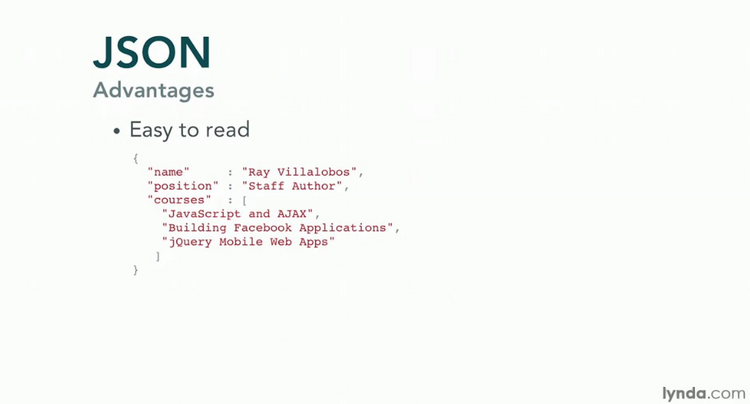 JSON
Advantages
• Easy to read
{
  "name"     : "Ray Villalobos",
  "position" : "Staff Author",
  "courses"  : [
    "JavaScript and AJAX",
    "Building Facebook Applications",
    "jQuery Mobile Web Apps"
   ]
}
lynda.com